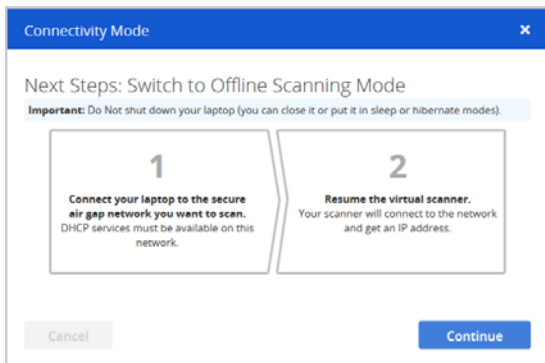 Connectivity Mode
Next Steps: Switch to Offline Scanning Mode
Important: Do Not shut down your laptop (you can close it or put it in sleep or hibernate modes).
1
Connect your laptop to the secure
air gap network you want to scan.
DHCP services must be available on this
network.
2
Resume the virtual scanner.
Your scanner will connect to the network
and get an IP address.
Cancel
Continue